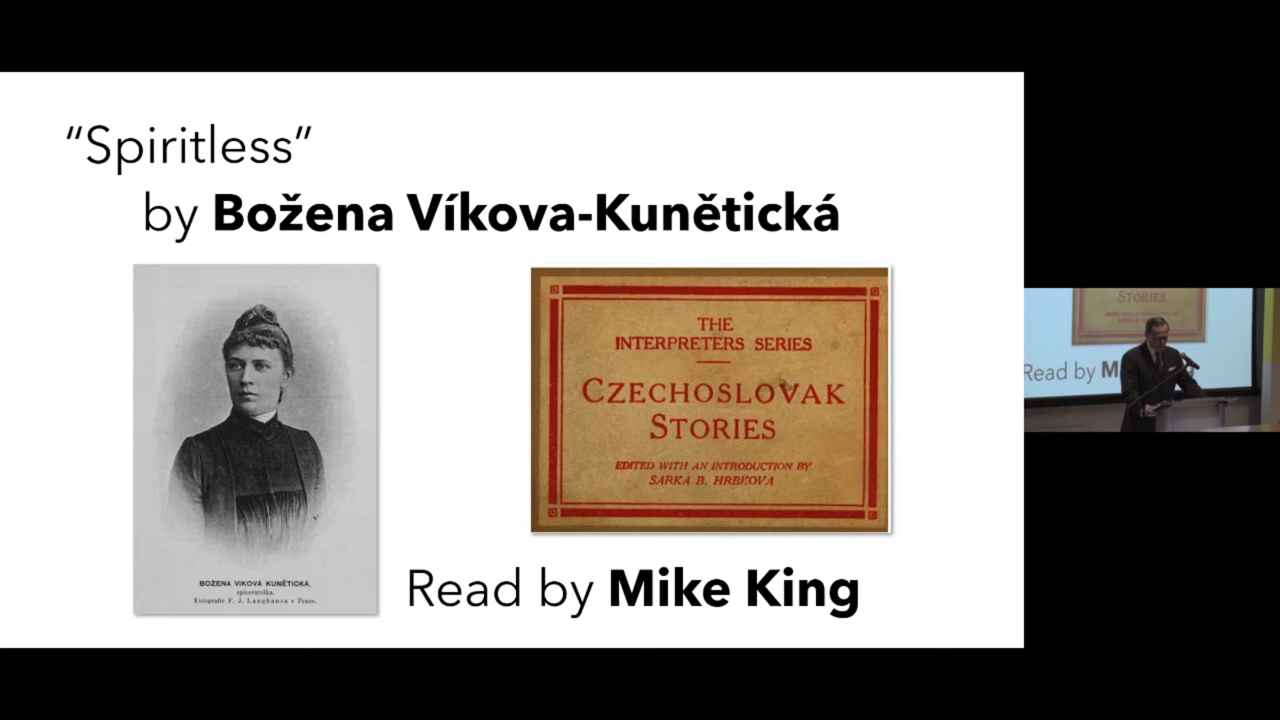 “Spiritless”
by Božena Víkova-Kunětická
THE
INTERPRETERS SERIES
CZECHOSLOVAK
STORIES
EDITED WITH AN INTRODUCTION BY
SARKA B. HRBKOVA
BOŽENA VIKOVÁ KUNĚTICKÁ,
spisovatelka.
Fotografie F. J. Langhansa v Praze.
Read by Mike King
STORIES
Read by M